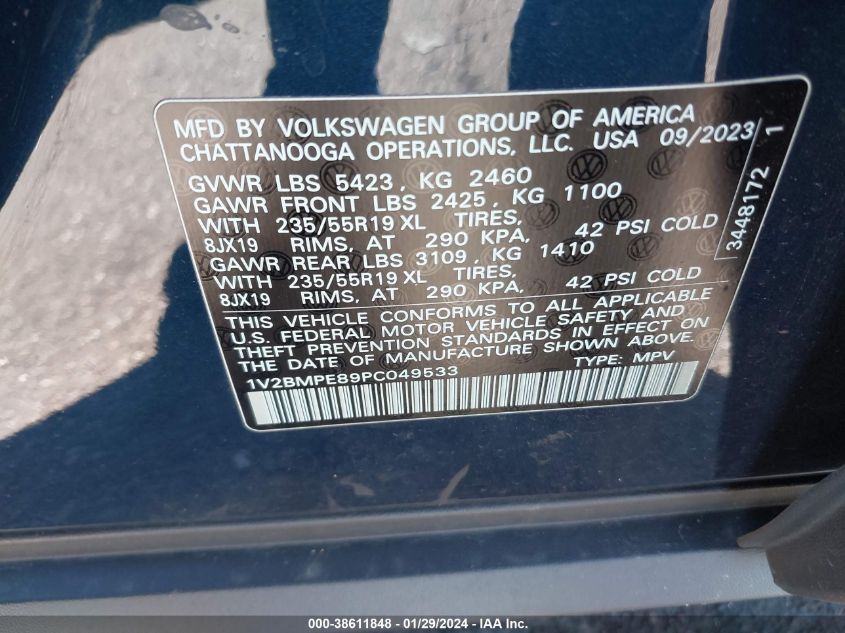 MFD BY VOLKSWAGEN GROUP OF AMERICA
CHATTANOOGA OPERATIONS, LLC. USA 09/2023
GVWR LBS 5423, KG 2460
GAWR FRONT LBS 2425, KG 1100
WITH 235/55R19 XL TIRES,
8JX19 RIMS, AT 290 KPA, 42 PSI COLD
GAWR REAR LBS 3109, KG 1410
WITH 235/55R19 XL TIRES,
8JX19 RIMS, AT 290 KPA, 42 PSI COLD
THIS VEHICLE CONFORMS TO ALL APPLICABLE
U.S. FEDERAL MOTOR VEHICLE SAFETY AND
THEFT PREVENTION STANDARDS IN EFFECT ON
THE DATE OF MANUFACTURE SHOWN ABOVE.
1V2BMPE89PC049533 TYPE: MPV
3448172 1
000-38611848 - 01/29/2024 - IAA Inc.